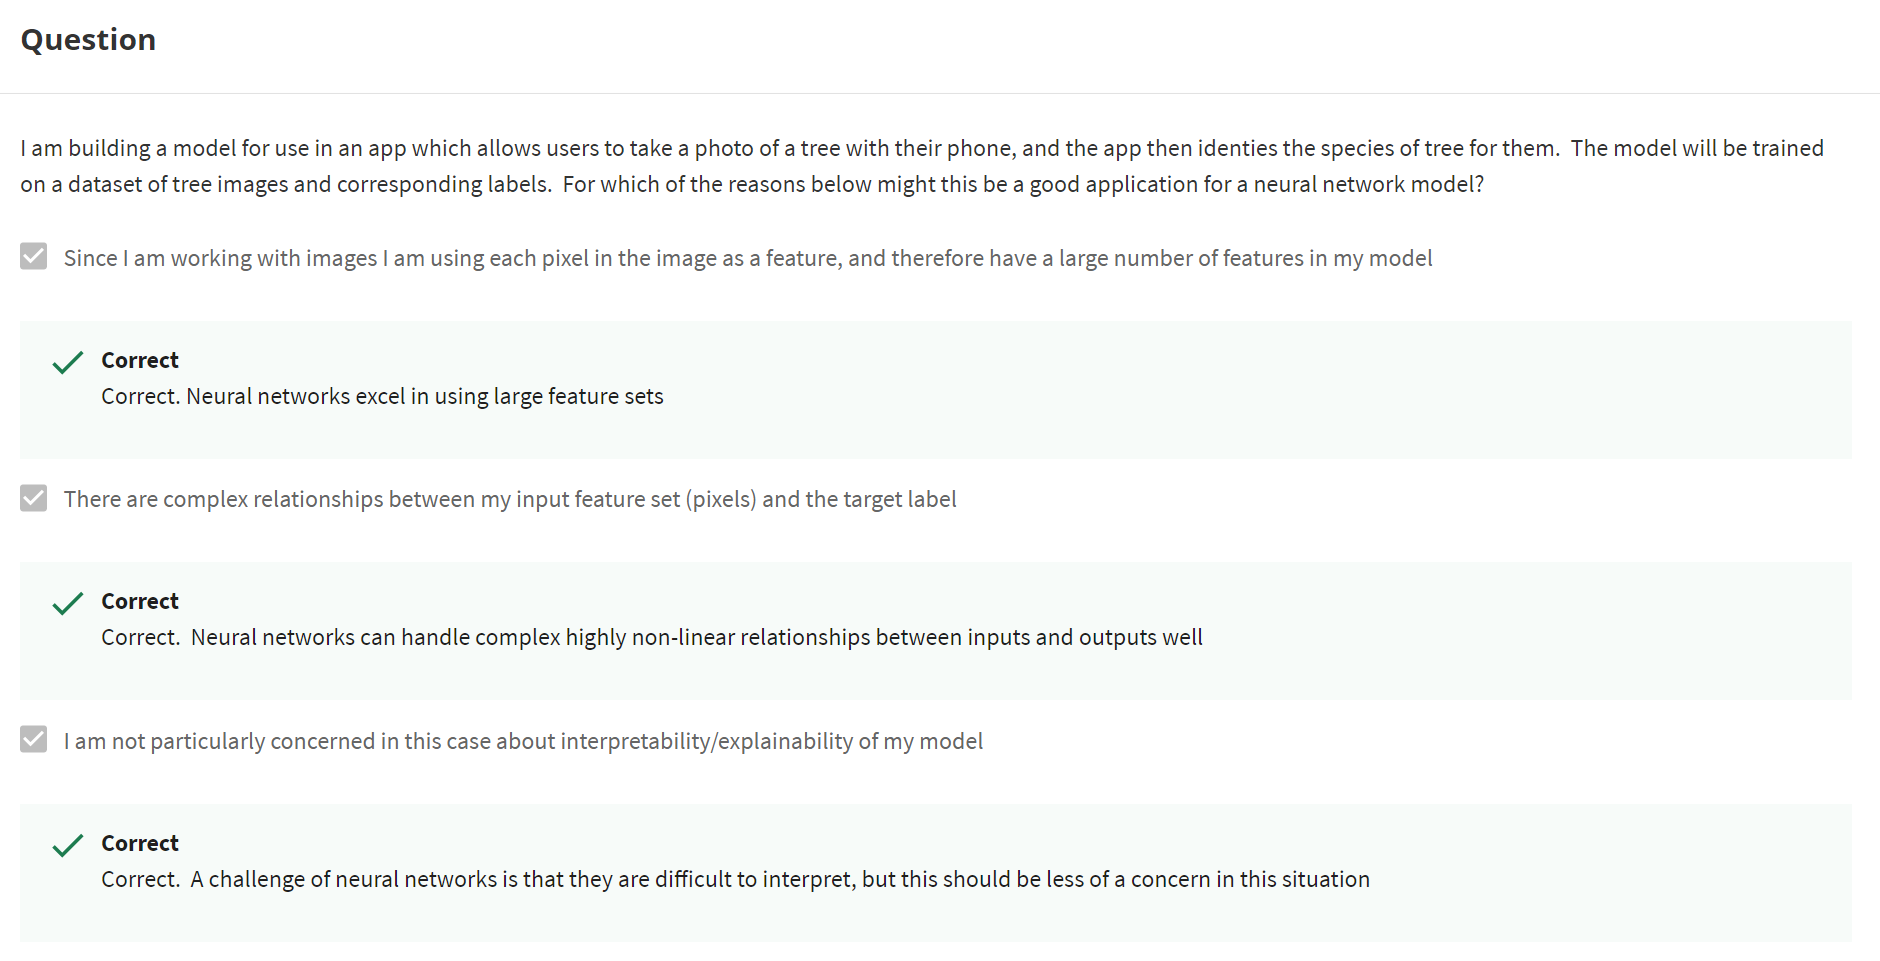 Question
I am building a model for use in an app which allows users to take a photo of a tree with their phone, and the app then identies the species of tree for them.  The model will be trained
on a dataset of tree images and corresponding labels.  For which of the reasons below might this be a good application for a neural network model?
Since I am working with images I am using each pixel in the image as a feature, and therefore have a large number of features in my model
Correct
Correct. Neural networks excel in using large feature sets
There are complex relationships between my input feature set (pixels) and the target label
Correct
Correct.  Neural networks can handle complex highly non-linear relationships between inputs and outputs well
I am not particularly concerned in this case about interpretability/explainability of my model
Correct
Correct.  A challenge of neural networks is that they are difficult to interpret, but this should be less of a concern in this situation